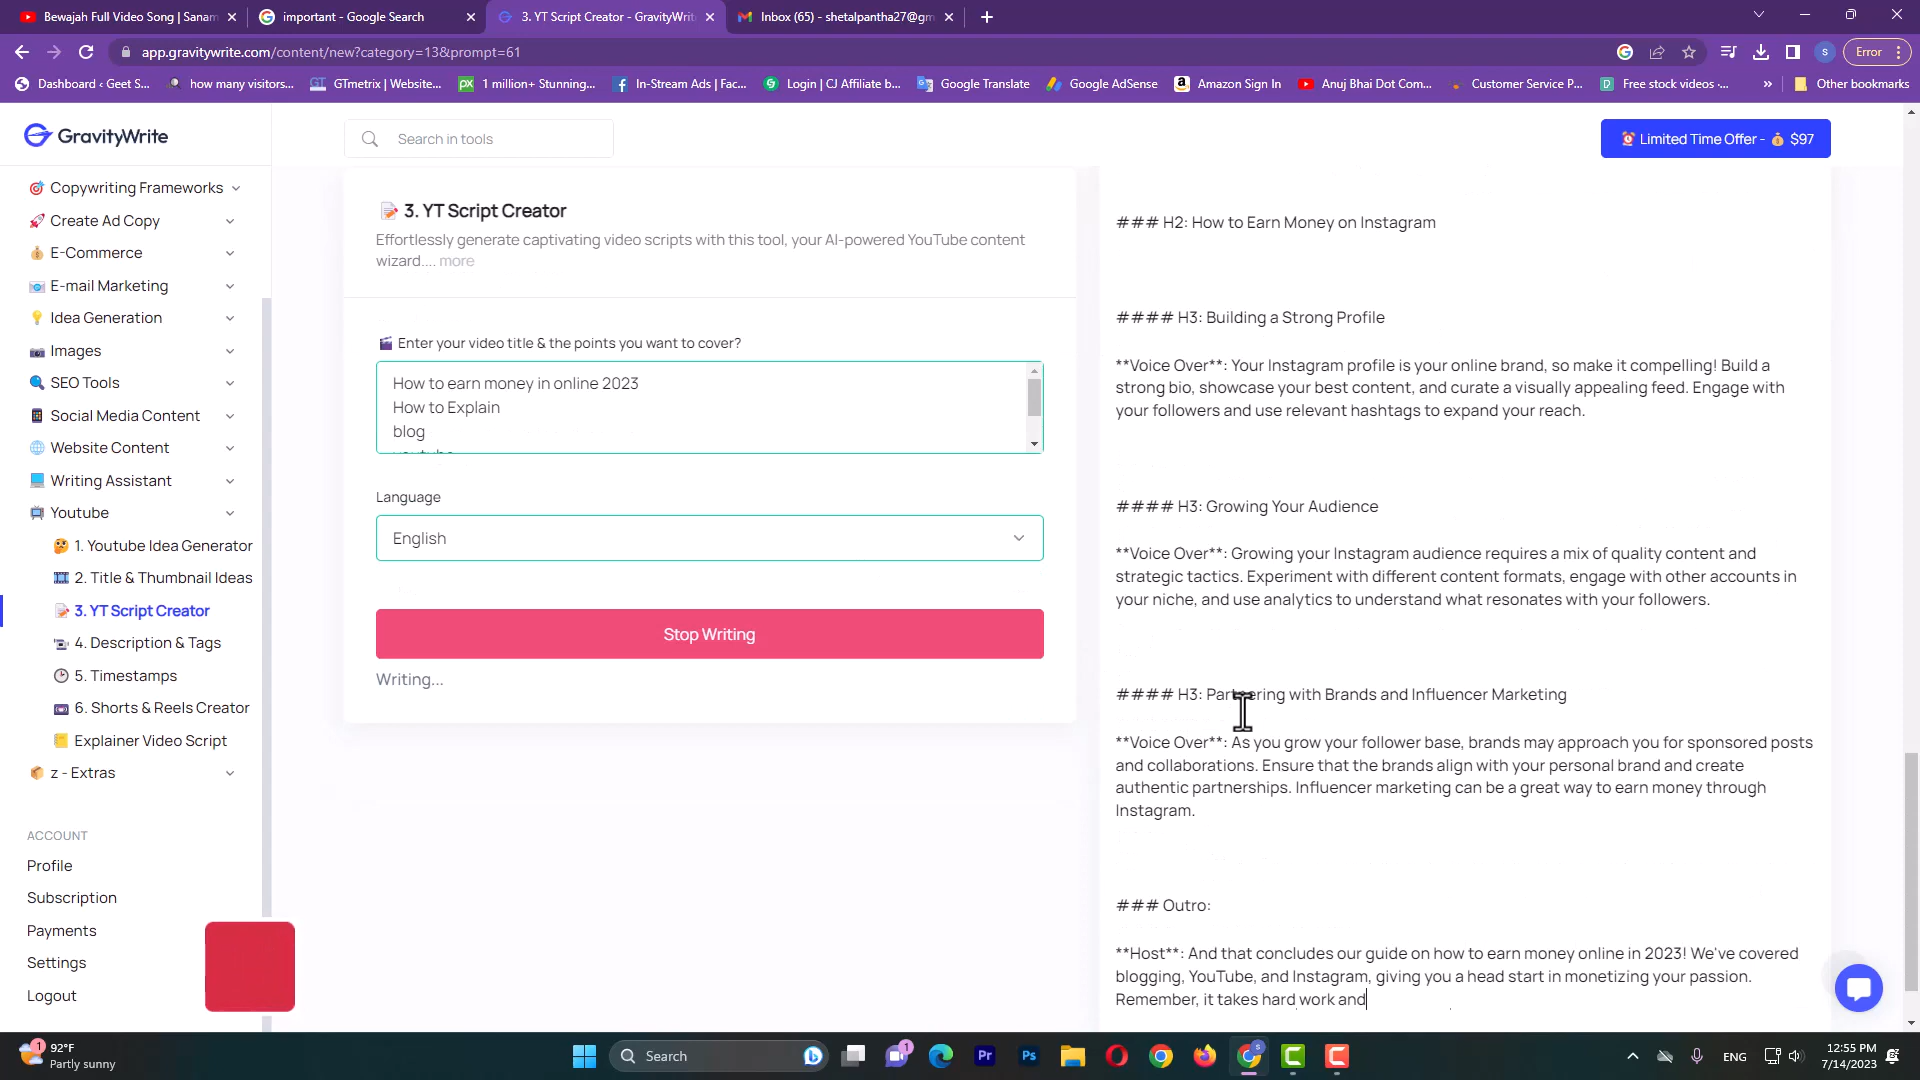 Bewajah Full Video Song | Sanam
important - Google Search
3. YT Script Creator - GravityWrit
Inbox (65) - shetalpantha27@gm
app.gravitywrite.com/content/new?category=13&prompt=61
s
Error
Dashboard ‹ Geet S...
how many visitors...
GTmetrix | Website...
1 million+ Stunning...
In-Stream Ads | Fac...
Login | CJ Affiliate b...
Google Translate
Google AdSense
Amazon Sign In
Anuj Bhai Dot Com...
Customer Service P...
Free stock videos -...
»
Other bookmarks
GravityWrite
Search in tools
Limited Time Offer - $97
Copywriting Frameworks
Create Ad Copy
E-Commerce
E-mail Marketing
Idea Generation
Images
SEO Tools
Social Media Content
Website Content
Writing Assistant
Youtube
1. Youtube Idea Generator
2. Title & Thumbnail Ideas
3. YT Script Creator
4. Description & Tags
5. Timestamps
6. Shorts & Reels Creator
Explainer Video Script
z - Extras
ACCOUNT
Profile
Subscription
Payments
Settings
Logout
3. YT Script Creator
Effortlessly generate captivating video scripts with this tool, your AI-powered YouTube content
wizard.... more
Enter your video title & the points you want to cover?
How to earn money in online 2023
How to Explain
blog
youtube
Language
English
Stop Writing
Writing...
### H2: How to Earn Money on Instagram
#### H3: Building a Strong Profile
**Voice Over**: Your Instagram profile is your online brand, so make it compelling! Build a
strong bio, showcase your best content, and curate a visually appealing feed. Engage with
your followers and use relevant hashtags to expand your reach.
#### H3: Growing Your Audience
**Voice Over**: Growing your Instagram audience requires a mix of quality content and
strategic tactics. Experiment with different content formats, engage with other accounts in
your niche, and use analytics to understand what resonates with your followers.
#### H3: Partnering with Brands and Influencer Marketing
**Voice Over**: As you grow your follower base, brands may approach you for sponsored posts
and collaborations. Ensure that the brands align with your personal brand and create
authentic partnerships. Influencer marketing can be a great way to earn money through
Instagram.
### Outro:
**Host**: And that concludes our guide on how to earn money online in 2023! We've covered
blogging, YouTube, and Instagram, giving you a head start in monetizing your passion.
Remember, it takes hard work and
1
92°F
Partly sunny
Search
1
Pr
Ps
S
ENG
12:55 PM
7/14/2023